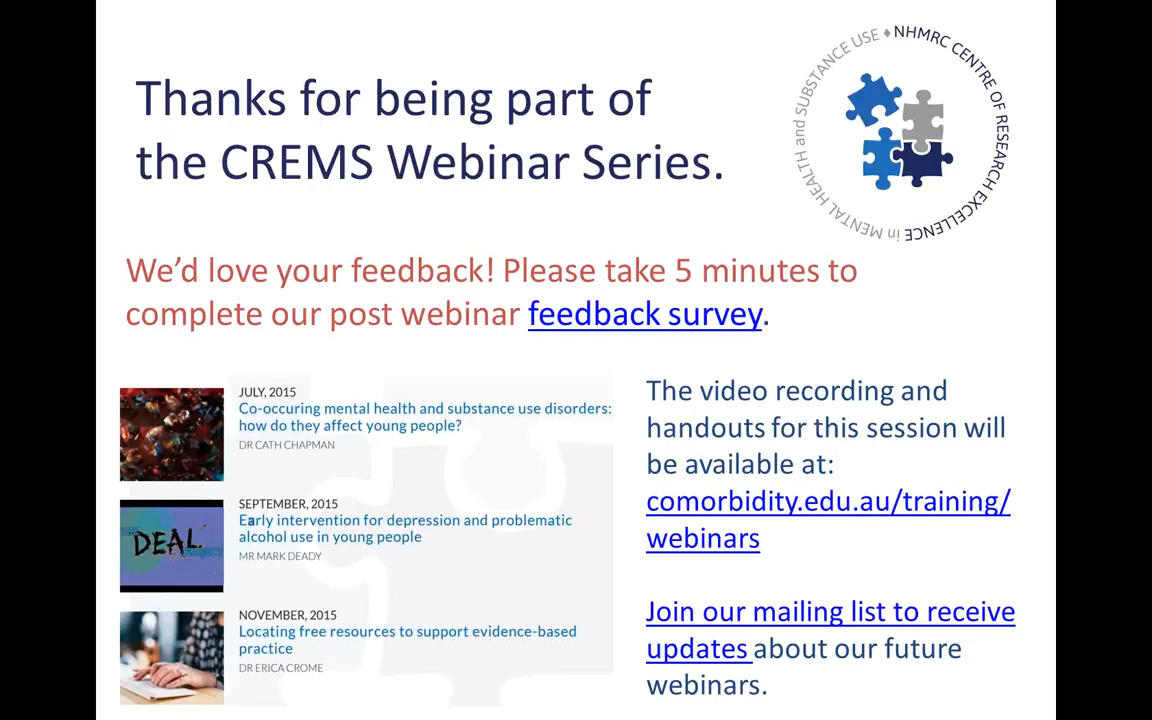 Thanks for being part of
the CREMS Webinar Series.
NHMRC CENTRE OF RESEARCH EXCELLENCE in MENTAL HEALTH and SUBSTANCE USE
We'd love your feedback! Please take 5 minutes to
complete our post webinar feedback survey.
JULY, 2015
Co-occuring mental health and substance use disorders:
how do they affect young people?
DR CATH CHAPMAN
DEAL.
SEPTEMBER, 2015
Early intervention for depression and problematic
alcohol use in young people
MR MARK DEADY
NOVEMBER, 2015
Locating free resources to support evidence-based
practice
DR ERICA CROME
The video recording and
handouts for this session will
be available at:
comorbidity.edu.au/training/
webinars
Join our mailing list to receive
updates about our future
webinars.